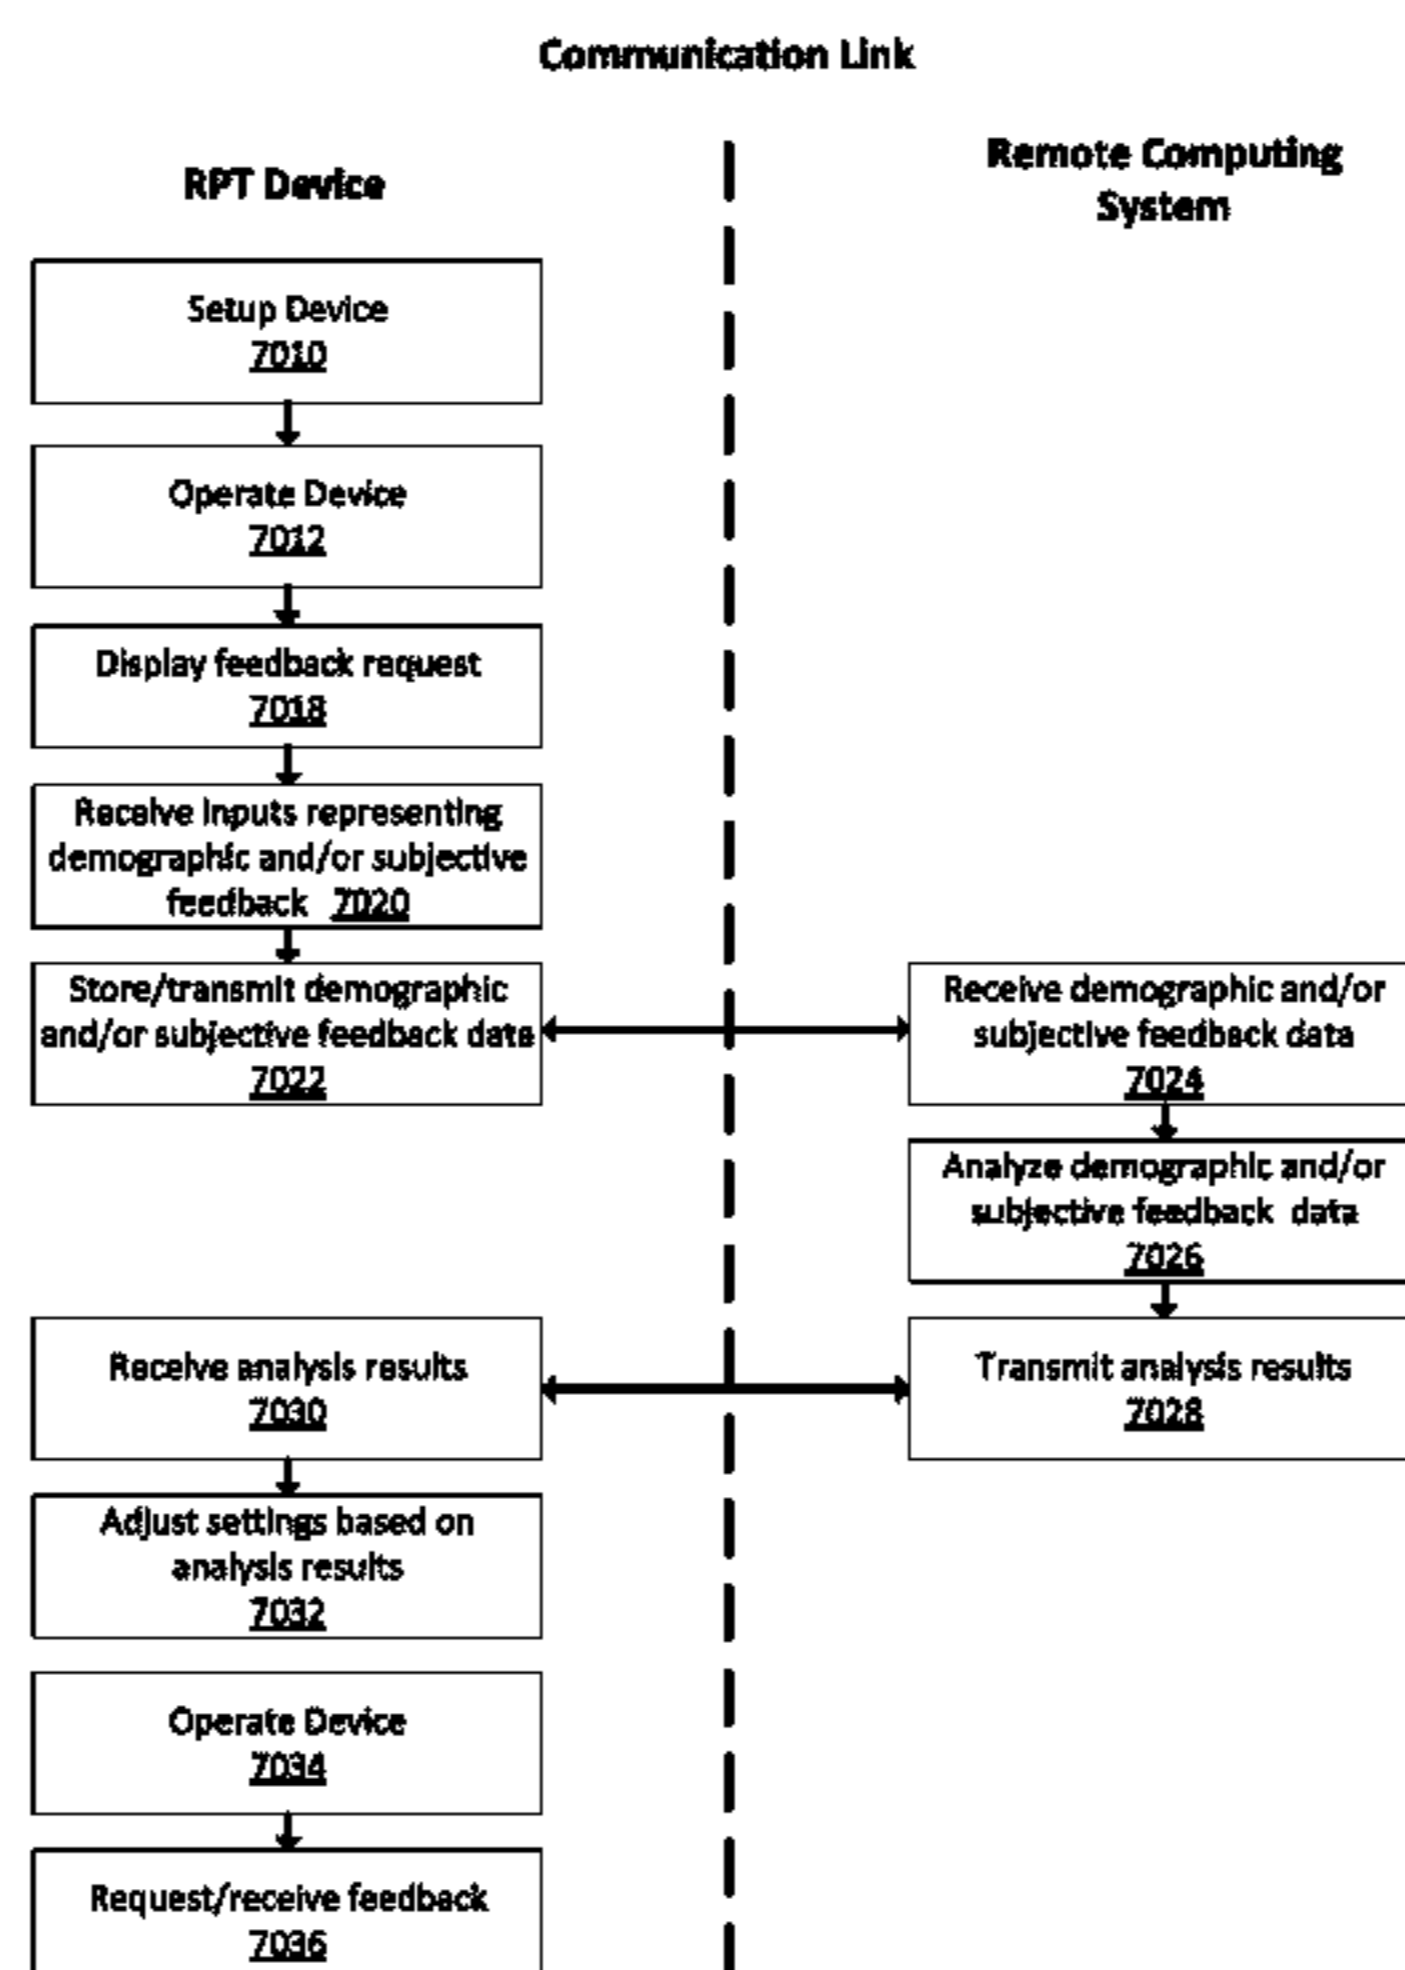 Communication Link
RPT Device
Remote Computing
System
Setup Device
7010
Operate Device
7012
Display feedback request
7018
Receive inputs representing
demographic and/or subjective
feedback 7020
Store/transmit demographic
and/or subjective feedback data
7022
Receive demographic and/or
subjective feedback data
7024
Analyze demographic and/or
subjective feedback data
7026
Transmit analysis results
7028
Receive analysis results
7030
Adjust settings based on
analysis results
7032
Operate Device
7034
Request/receive feedback
7036